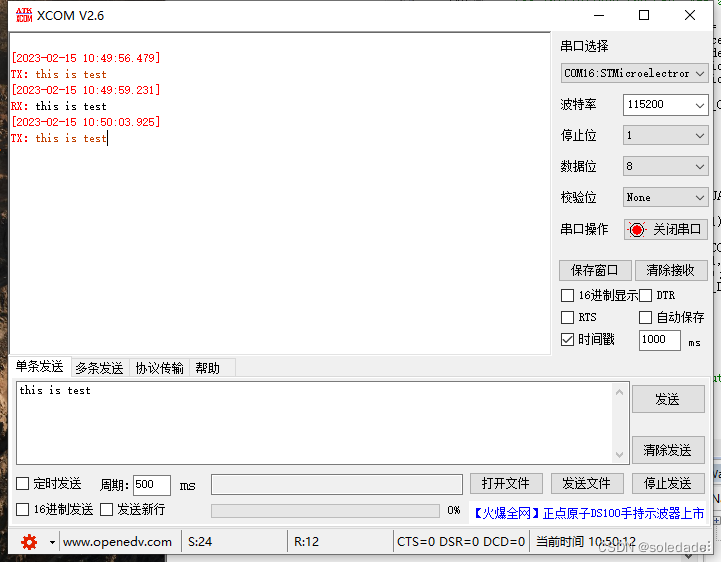 ATK XCOM XCOM V2.6
[2023-02-15 10:49:56.479]
TX: this is test
[2023-02-15 10:49:59.231]
RX: this is test
[2023-02-15 10:50:03.925]
TX: this is test
串口选择
COM16:STMicroelectror
波特率 115200
停止位 1
数据位 8
校验位 None
串口操作 关闭串口
保存窗口 清除接收
16进制显示 DTR
RTS 自动保存
时间戳 1000 ms
单条发送 多条发送 协议传输 帮助
this is test
发送
清除发送
定时发送 周期: 500 ms 打开文件 发送文件 停止发送
16进制发送 发送新行 0% 【火爆全网】正点原子DS100手持示波器上市
www.openedv.com S:24 R:12 CTS=0 DSR=0 DCD=0 当前时间 10:50:12
CSDN @soledade